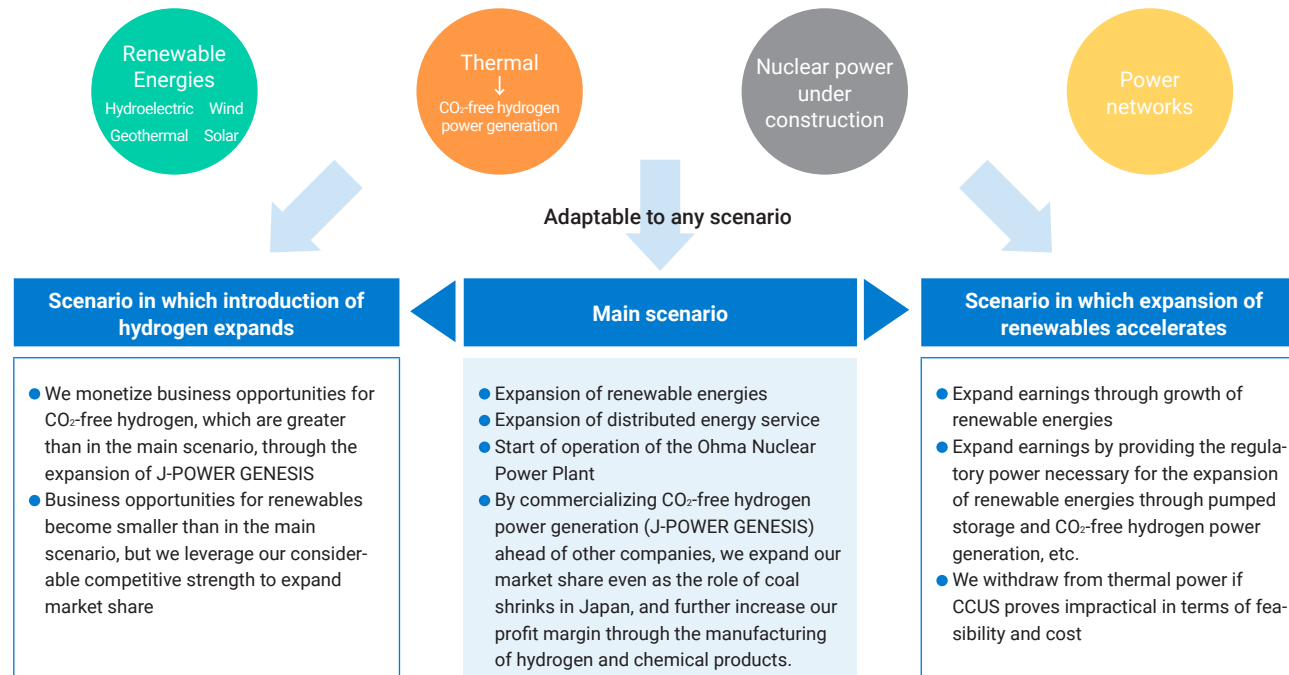 Renewable
Energies
Hydroelectric Wind
Geothermal Solar
Thermal
↓
CO₂-free hydrogen
power generation
Nuclear power
under
construction
Power
networks
Adaptable to any scenario
Scenario in which introduction of
hydrogen expands
● We monetize business opportunities for
CO₂-free hydrogen, which are greater
than in the main scenario, through the
expansion of J-POWER GENESIS
● Business opportunities for renewables
become smaller than in the main
scenario, but we leverage our consider-
able competitive strength to expand
market share
Main scenario
● Expansion of renewable energies
● Expansion of distributed energy service
● Start of operation of the Ohma Nuclear
Power Plant
● By commercializing CO₂-free hydrogen
power generation (J-POWER GENESIS)
ahead of other companies, we expand our
market share even as the role of coal
shrinks in Japan, and further increase our
profit margin through the manufacturing
of hydrogen and chemical products.
Scenario in which expansion of
renewables accelerates
● Expand earnings through growth of
renewable energies
● Expand earnings by providing the regula-
tory power necessary for the expansion
of renewable energies through pumped
storage and CO₂-free hydrogen power
generation, etc.
● We withdraw from thermal power if
CCUS proves impractical in terms of fea-
sibility and cost